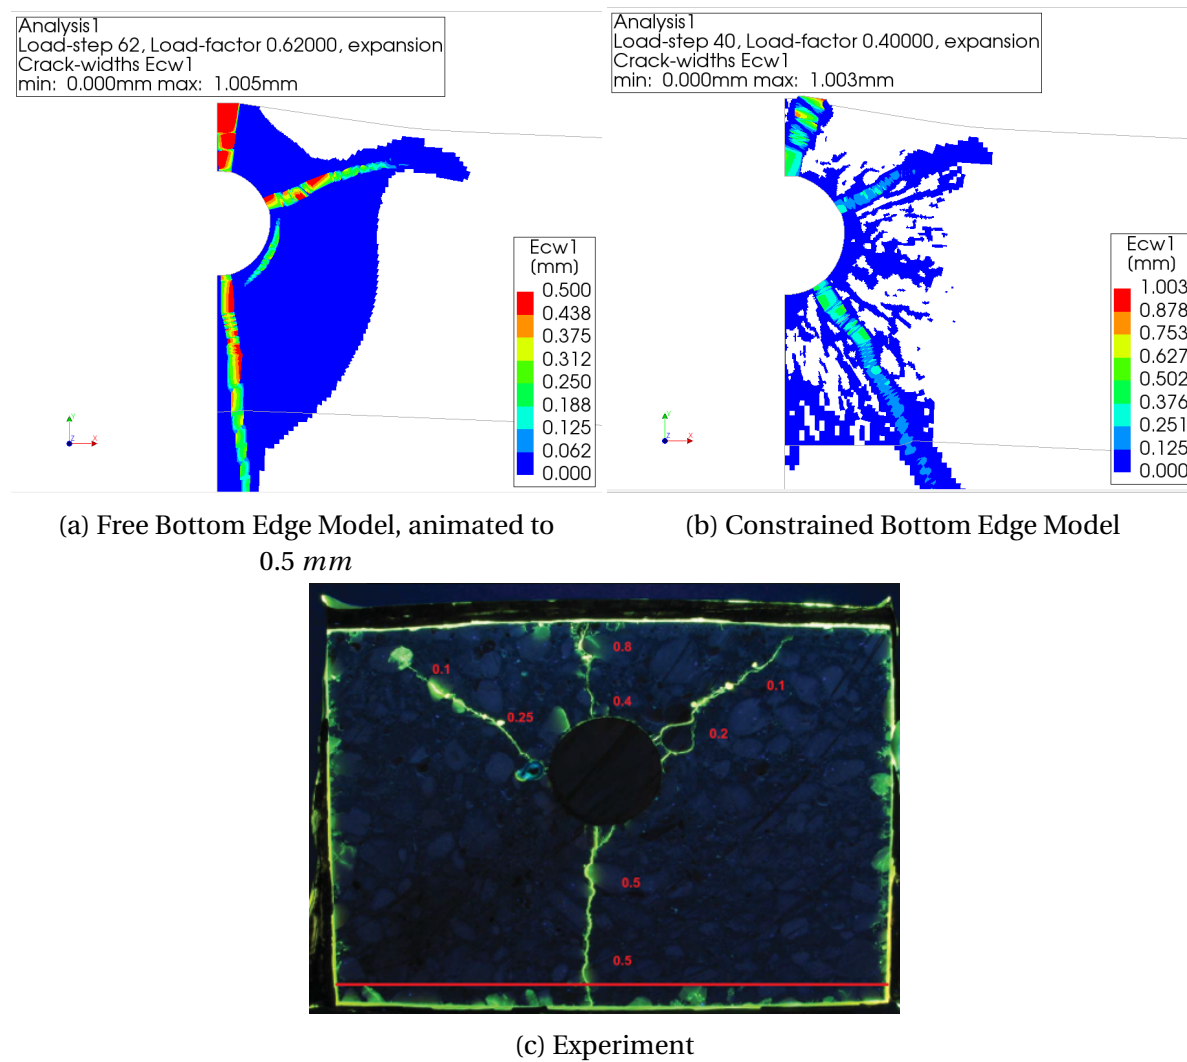 Analysis1
Load-step 62, Load-factor 0.62000, expansion
Crack-widths Ecw1
min: 0.000mm max: 1.005mm
Ecw1
(mm)
0.500
0.438
0.375
0.312
0.250
0.188
0.125
0.062
0.000
Y
Z
X
(a) Free Bottom Edge Model, animated to
0.5 mm
Analysis1
Load-step 40, Load-factor 0.40000, expansion
Crack-widths Ecw1
min: 0.000mm max: 1.003mm
Ecw1
(mm)
1.003
0.878
0.753
0.627
0.502
0.376
0.251
0.125
0.000
Y
Z
X
(b) Constrained Bottom Edge Model
0.8
0.1
0.1
0.4
0.25
0.2
0.5
0.5
(c) Experiment